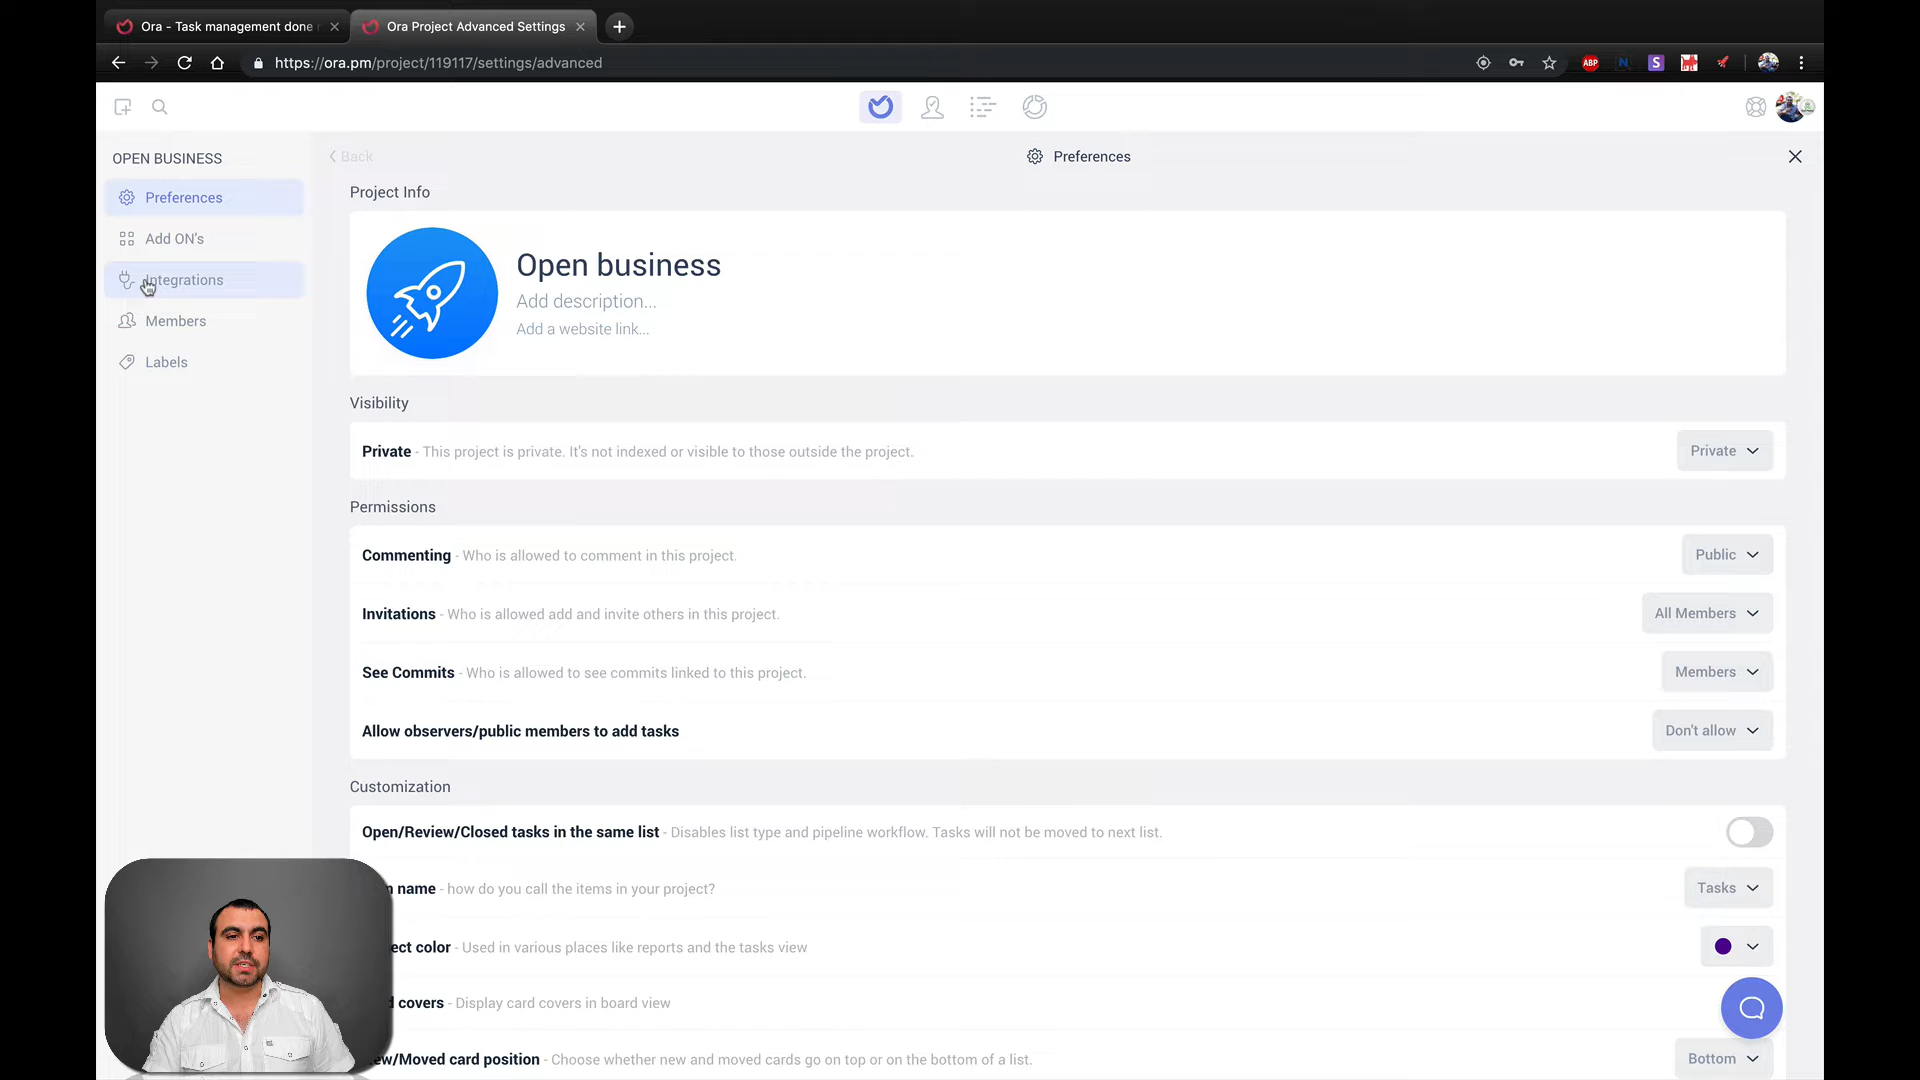 Ora - Task management done
Ora Project Advanced Settings
https://ora.pm/project/119117/settings/advanced
ABP
N
S
OPEN BUSINESS
Back
Preferences
Preferences
Add ON's
Integrations
Members
Labels
Project Info
Open business
Add description...
Add a website link...
Visibility
Private - This project is private. It's not indexed or visible to those outside the project.
Private
Permissions
Commenting - Who is allowed to comment in this project.
Public
Invitations - Who is allowed add and invite others in this project.
All Members
See Commits - Who is allowed to see commits linked to this project.
Members
Allow observers/public members to add tasks
Don't allow
Customization
Open/Review/Closed tasks in the same list - Disables list type and pipeline workflow. Tasks will not be moved to next list.
name - how do you call the items in your project?
Tasks
color - Used in various places like reports and the tasks view
covers - Display card covers in board view
/Moved card position - Choose whether new and moved cards go on top or on the bottom of a list.
Bottom